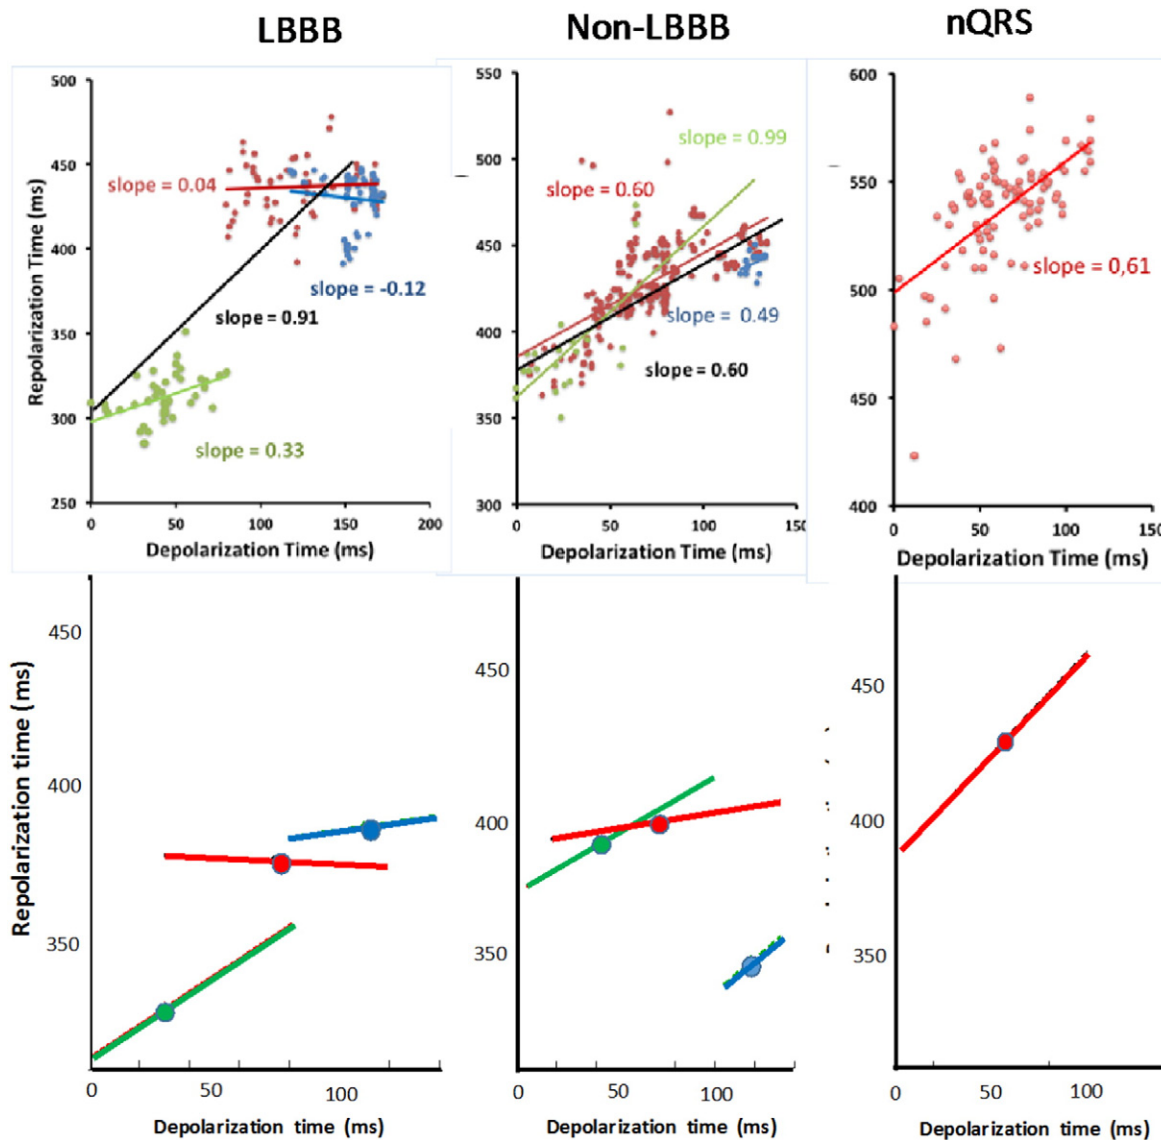 LBBB
Non-LBBB
nQRS
500
450
400
350
300
250
Repolarization Time (ms)
slope = 0.04
slope = -0.12
slope = 0.91
slope = 0.33
0 50 100 150 200
Depolarization Time (ms)
550
500
450
400
350
300
slope = 0.99
slope = 0.60
slope = 0.49
slope = 0.60
0 50 100 150
Depolarization Time (ms)
600
550
500
450
400
slope = 0,61
0 50 100 150
Depolarization Time (ms)
450
400
350
Repolarization time (ms)
0 50 100
Depolarization time (ms)
450
400
350
0 50 100
Depolarization time (ms)
450
400
350
0 50 100
Depolarization time (ms)